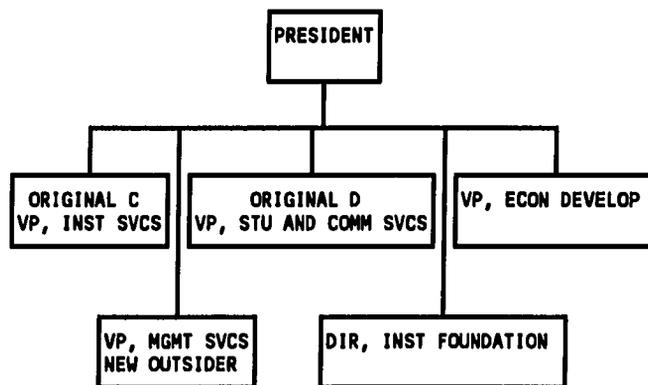 PRESIDENT
ORIGINAL C
VP, INST SVCS
ORIGINAL D
VP, STU AND COMM SVCS
VP, ECON DEVELOP
VP, MGMT SVCS
NEW OUTSIDER
DIR, INST FOUNDATION